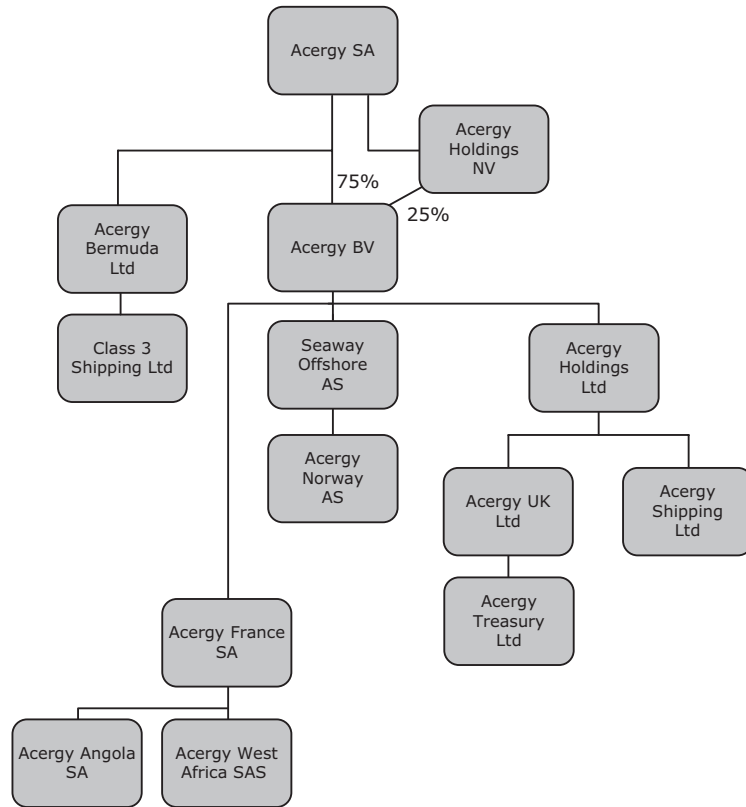 Acergy SA
Acergy
Holdings
NV
75%
25%
Acergy
Bermuda
Ltd
Acergy BV
Class 3
Shipping Ltd
Seaway
Offshore
AS
Acergy
Holdings
Ltd
Acergy
Norway
AS
Acergy UK
Ltd
Acergy
Shipping
Ltd
Acergy
Treasury
Ltd
Acergy France
SA
Acergy Angola
SA
Acergy West
Africa SAS